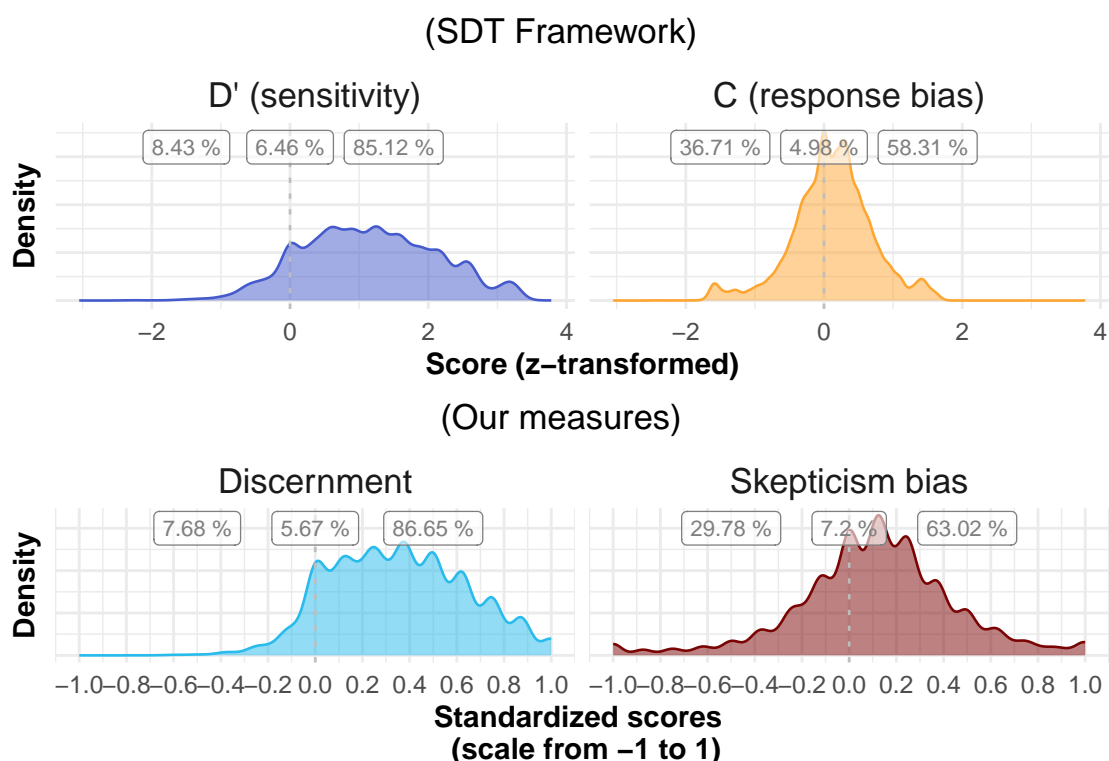 (SDT Framework)
D' (sensitivity)
C (response bias)
8.43 %
6.46 %
85.12 %
36.71 %
4.98 %
58.31 %
Density
−2
0
2
4
−2
0
2
4
Score (z−transformed)
(Our measures)
Discernment
Skepticism bias
7.68 %
5.67 %
86.65 %
29.78 %
7.2 %
63.02 %
Density
−1.0−0.8−0.6−0.4−0.2 0.0 0.2 0.4 0.6 0.8 1.0
−1.0−0.8−0.6−0.4−0.2 0.0 0.2 0.4 0.6 0.8 1.0
Standardized scores
(scale from −1 to 1)